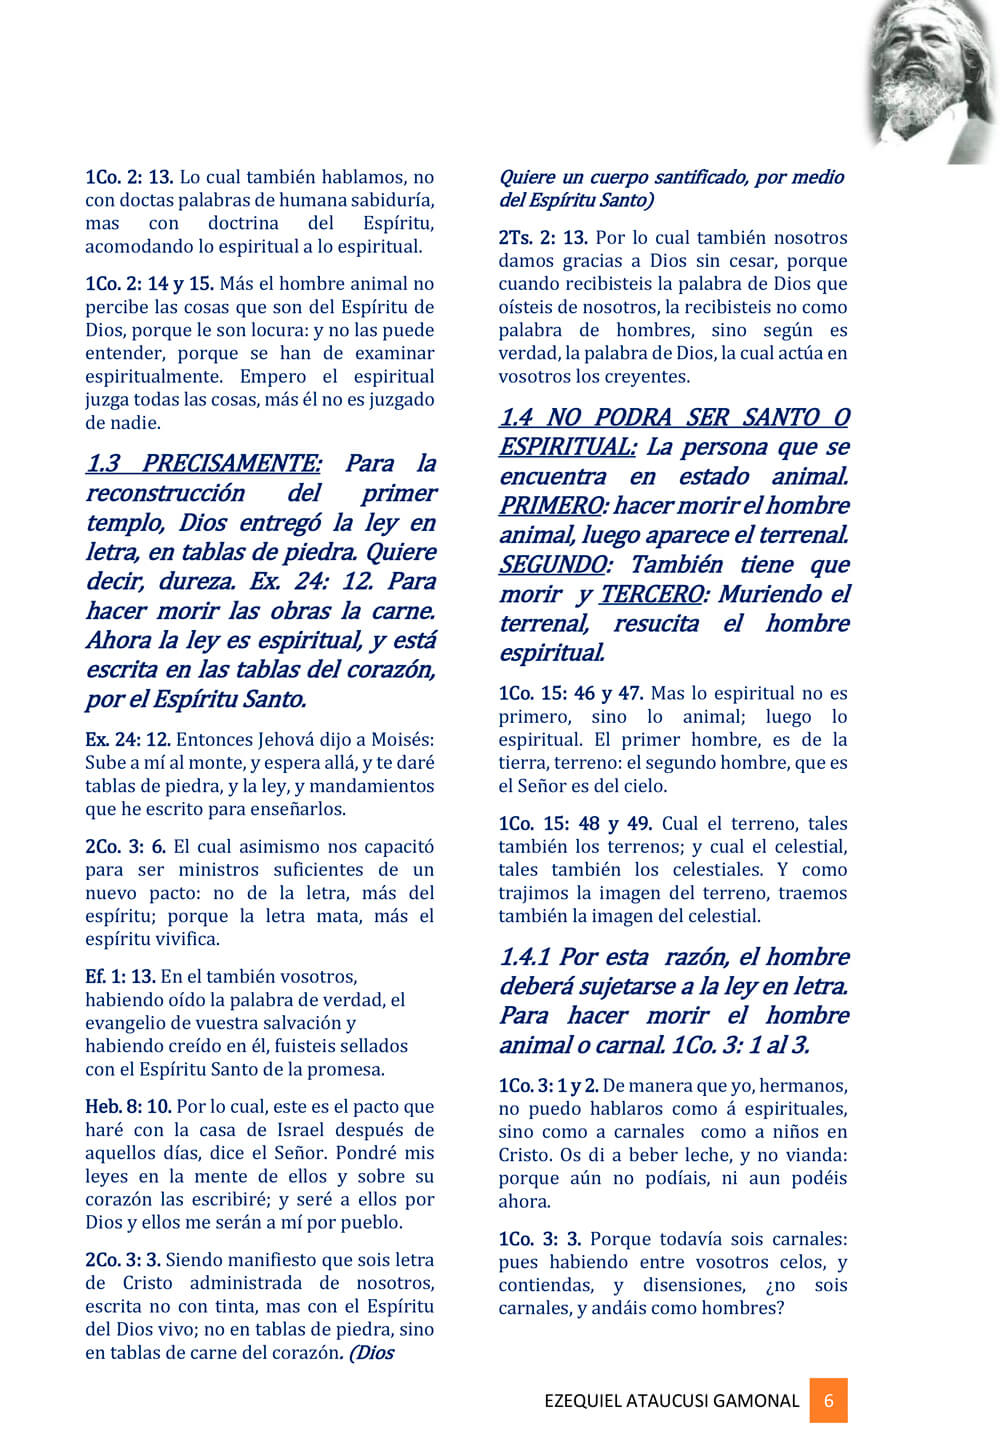 1Co. 2: 13. Lo cual también hablamos, no
con doctas palabras de humana sabiduría,
mas con doctrina del Espíritu,
acomodando lo espiritual a lo espiritual.
1Co. 2: 14 y 15. Más el hombre animal no
percibe las cosas que son del Espíritu de
Dios, porque le son locura: y no las puede
entender, porque se han de examinar
espiritualmente. Empero el espiritual
juzga todas las cosas, más él no es juzgado
de nadie.
1.3 PRECISAMENTE: Para la
reconstrucción del primer
templo, Dios entregó la ley en
letra, en tablas de piedra. Quiere
decir, dureza. Ex. 24: 12. Para
hacer morir las obras la carne.
Ahora la ley es espiritual, y está
escrita en las tablas del corazón,
por el Espíritu Santo.
Ex. 24: 12. Entonces Jehová dijo a Moisés:
Sube a mí al monte, y espera allá, y te daré
tablas de piedra, y la ley, y mandamientos
que he escrito para enseñarlos.
2Co. 3: 6. El cual asimismo nos capacitó
para ser ministros suficientes de un
nuevo pacto: no de la letra, más del
espíritu; porque la letra mata, más el
espíritu vivifica.
Ef. 1: 13. En el también vosotros,
habiendo oído la palabra de verdad, el
evangelio de vuestra salvación y
habiendo creído en él, fuisteis sellados
con el Espíritu Santo de la promesa.
Heb. 8: 10. Por lo cual, este es el pacto que
haré con la casa de Israel después de
aquellos días, dice el Señor. Pondré mis
leyes en la mente de ellos y sobre su
corazón las escribiré; y seré a ellos por
Dios y ellos me serán a mí por pueblo.
2Co. 3: 3. Siendo manifiesto que sois letra
de Cristo administrada de nosotros,
escrita no con tinta, mas con el Espíritu
del Dios vivo; no en tablas de piedra, sino
en tablas de carne del corazón. (Dios
Quiere un cuerpo santificado, por medio
del Espíritu Santo)
2Ts. 2: 13. Por lo cual también nosotros
damos gracias a Dios sin cesar, porque
cuando recibisteis la palabra de Dios que
oísteis de nosotros, la recibisteis no como
palabra de hombres, sino según es
verdad, la palabra de Dios, la cual actúa en
vosotros los creyentes.
1.4 NO PODRA SER SANTO O
ESPIRITUAL: La persona que se
encuentra en estado animal.
PRIMERO: hacer morir el hombre
animal, luego aparece el terrenal.
SEGUNDO: También tiene que
morir y TERCERO: Muriendo el
terrenal, resucita el hombre
espiritual.
1Co. 15: 46 y 47. Mas lo espiritual no es
primero, sino lo animal; luego lo
espiritual. El primer hombre, es de la
tierra, terreno: el segundo hombre, que es
el Señor es del cielo.
1Co. 15: 48 y 49. Cual el terreno, tales
también los terrenos; y cual el celestial,
tales también los celestiales. Y como
trajimos la imagen del terreno, traemos
también la imagen del celestial.
1.4.1 Por esta razón, el hombre
deberá sujetarse a la ley en letra.
Para hacer morir el hombre
animal o carnal. 1Co. 3: 1 al 3.
1Co. 3: 1 y 2. De manera que yo, hermanos,
no puedo hablaros como á espirituales,
sino como a carnales como a niños en
Cristo. Os di a beber leche, y no vianda:
porque aún no podíais, ni aun podéis
ahora.
1Co. 3: 3. Porque todavía sois carnales:
pues habiendo entre vosotros celos, y
contiendas, y disensiones, ¿no sois
carnales, y andáis como hombres?
EZEQUIEL ATAUCUSI GAMONAL 6